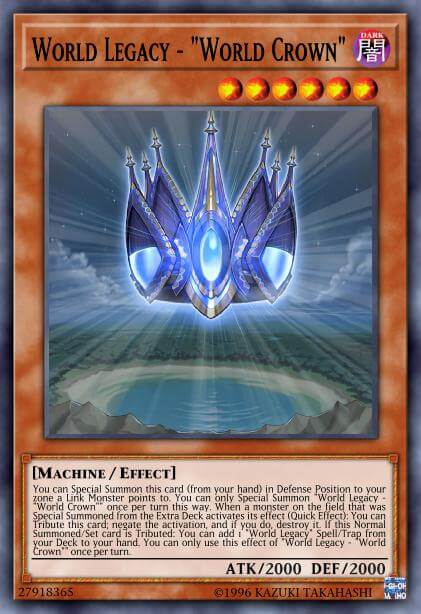 World Legacy - "World Crown"
DARK
闇
[Machine / Effect]
You can Special Summon this card (from your hand) in Defense Position to your
zone a Link Monster points to. You can only Special Summon "World Legacy -
"World Crown"" once per turn this way. When a monster on the field that was
Special Summoned from the Extra Deck activates its effect (Quick Effect): You can
Tribute this card; negate the activation, and if you do, destroy it. If this Normal
Summoned/Set card is Tributed: You can add 1 "World Legacy" Spell/Trap from
your Deck to your hand. You can only use this effect of "World Legacy - "World
Crown"" once per turn.
ATK/2000 DEF/2000
27918365
©1996 KAZUKI TAKAHASHI